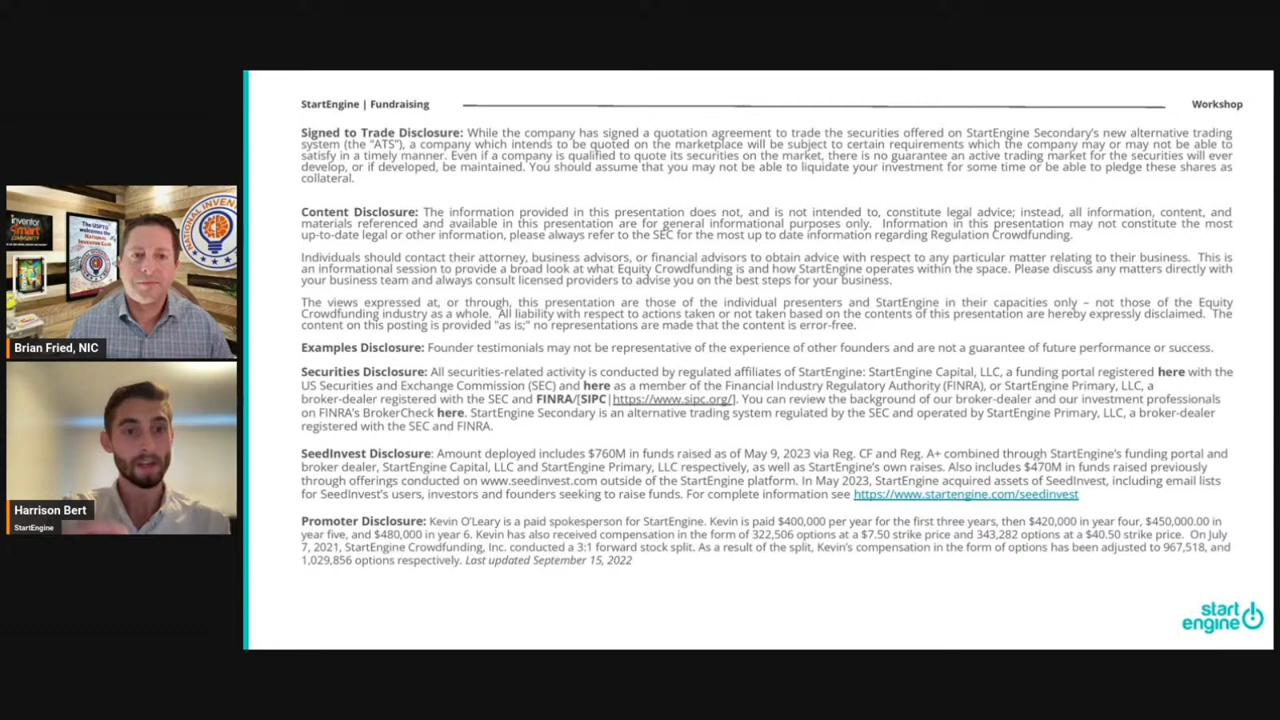 StartEngine | Fundraising
Workshop
Signed to Trade Disclosure: While the company has signed a quotation agreement to trade the securities offered on StartEngine Secondary's new alternative trading
system (the "ATS"), a company which intends to be quoted on the marketplace will be subject to certain requirements which the company may or may not be able to
satisfy in a timely manner. Even if a company is qualified to quote its securities on the market, there is no guarantee an active trading market for the securities will ever
develop, or if developed, be maintained. You should assume that you may not be able to liquidate your investment for some time or be able to pledge these shares as
collateral.
Content Disclosure: The information provided in this presentation does not, and is not intended to, constitute legal advice; instead, all information, content, and
materials referenced and available in this presentation are for general informational purposes only. Information in this presentation may not constitute the most
up-to-date legal or other information, please always refer to the SEC for the most up to date information regarding Regulation Crowdfunding.
Individuals should contact their attorney, business advisors, or financial advisors to obtain advice with respect to any particular matter relating to their business. This is
an informational session to provide a broad look at what Equity Crowdfunding is and how StartEngine operates within the space. Please discuss any matters directly with
your business team and always consult licensed providers to advise you on the best steps for your business.
The views expressed at, or through, this presentation are those of the individual presenters and StartEngine in their capacities only – not those of the Equity
Crowdfunding industry as a whole. All liability with respect to actions taken or not taken based on the contents of this presentation are hereby expressly disclaimed. The
content on this posting is provided "as is;" no representations are made that the content is error-free.
Examples Disclosure: Founder testimonials may not be representative of the experience of other founders and are not a guarantee of future performance or success.
Securities Disclosure: All securities-related activity is conducted by regulated affiliates of StartEngine: StartEngine Capital, LLC, a funding portal registered here with the
US Securities and Exchange Commission (SEC) and here as a member of the Financial Industry Regulatory Authority (FINRA), or StartEngine Primary, LLC, a
broker-dealer registered with the SEC and FINRA/[SIPC|https://www.sipc.org/]. You can review the background of our broker-dealer and our investment professionals
on FINRA's BrokerCheck here. StartEngine Secondary is an alternative trading system regulated by the SEC and operated by StartEngine Primary, LLC, a broker-dealer
registered with the SEC and FINRA.
SeedInvest Disclosure: Amount deployed includes $760M in funds raised as of May 9, 2023 via Reg. CF and Reg. A+ combined through StartEngine's funding portal and
broker dealer, StartEngine Capital, LLC and StartEngine Primary, LLC respectively, as well as StartEngine's own raises. Also includes $470M in funds raised previously
through offerings conducted on www.seedinvest.com outside of the StartEngine platform. In May 2023, StartEngine acquired assets of SeedInvest, including email lists
for SeedInvest's users, investors and founders seeking to raise funds. For complete information see https://www.startengine.com/seedinvest
Promoter Disclosure: Kevin O'Leary is a paid spokesperson for StartEngine. Kevin is paid $400,000 per year for the first three years, then $420,000 in year four, $450,000.00 in
year five, and $480,000 in year 6. Kevin has also received compensation in the form of 322,506 options at a $7.50 strike price and 343,282 options at a $40.50 strike price. On July
7, 2021, StartEngine Crowdfunding, Inc. conducted a 3:1 forward stock split. As a result of the split, Kevin's compensation in the form of options has been adjusted to 967,518, and
1,029,856 options respectively. Last updated September 15, 2022
start
engine
inventor
Smart
The USPTO
welcomes the
NATIONAL
INVENTOR CLUB
NATIONAL INVENT
Brian Fried, NIC
Harrison Bert
StartEngine